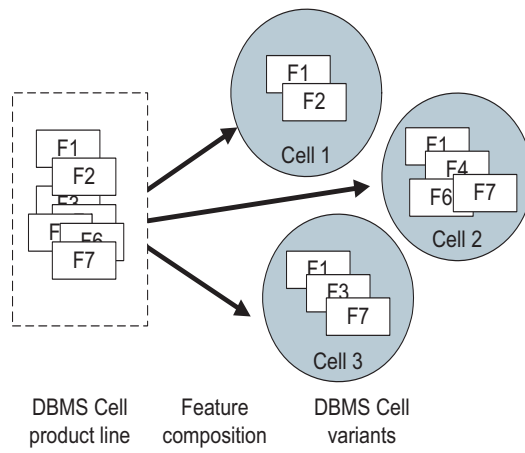 F1
F2
F3
F6
F7
F1
F2
Cell 1
F1
F4
F6
F7
Cell 2
F1
F3
F7
Cell 3
DBMS Cell
product line
Feature
composition
DBMS Cell
variants